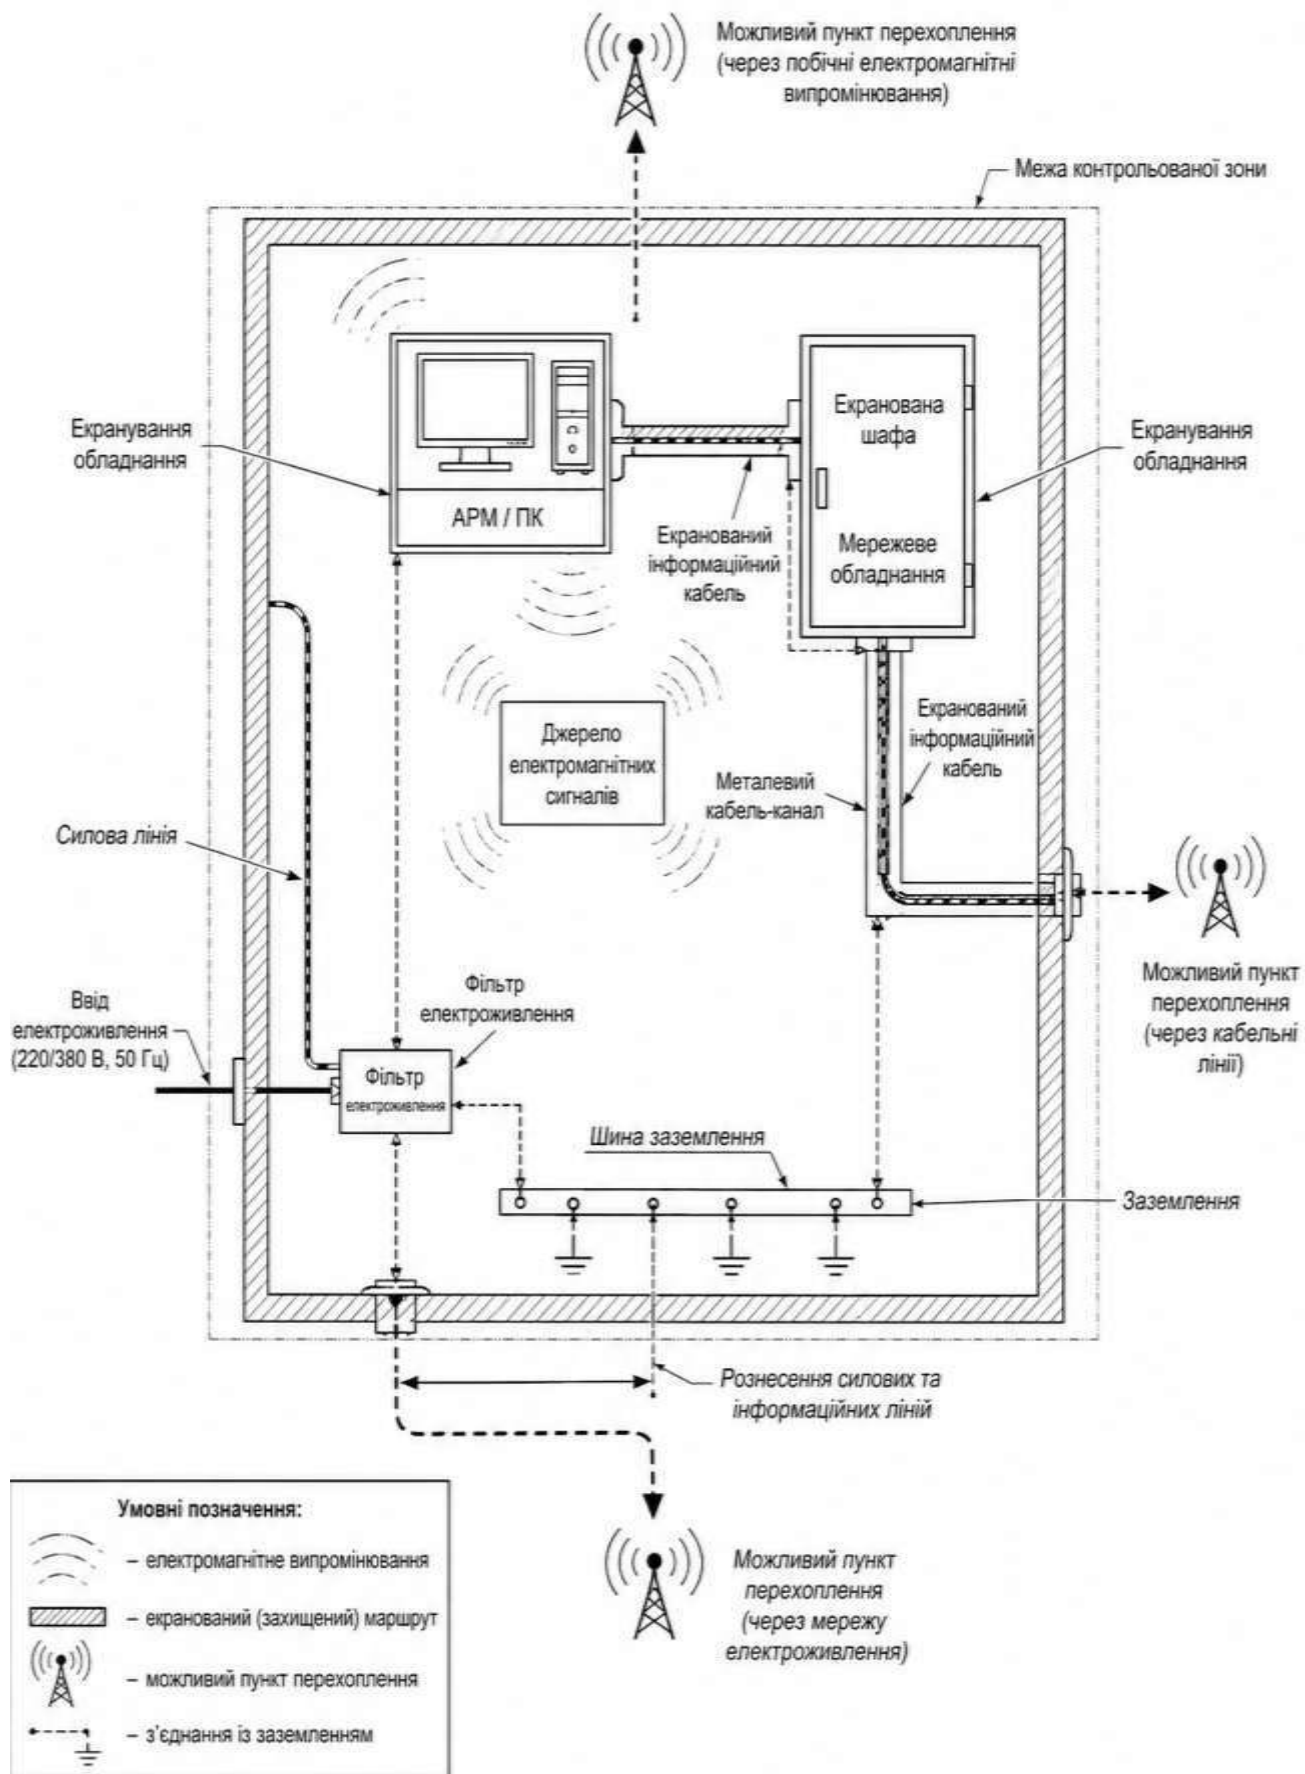 Можливий пункт перехоплення
(через побічні електромагнітні
випромінювання)
Межа контрольованої зони
Екранування
обладнання
АРМ / ПК
Екранований
інформаційний
кабель
Екранована
шафа
Мережеве
обладнання
Екранування
обладнання
Джерело
електромагнітних
сигналів
Екранований
інформаційний
кабель
Металевий
кабель-канал
Силова лінія
Можливий пункт
перехоплення
(через кабельні
лінії)
Ввід
електроживлення
(220/380 В, 50 Гц)
Фільтр
електроживлення
Фільтр
електроживлення
Шина заземлення
Заземлення
Рознесення силових та
інформаційних ліній
Можливий пункт
перехоплення
(через мережу
електроживлення)
Умовні позначення:
– електромагнітне випромінювання
– екранований (захищений) маршрут
– можливий пункт перехоплення
– з’єднання із заземленням